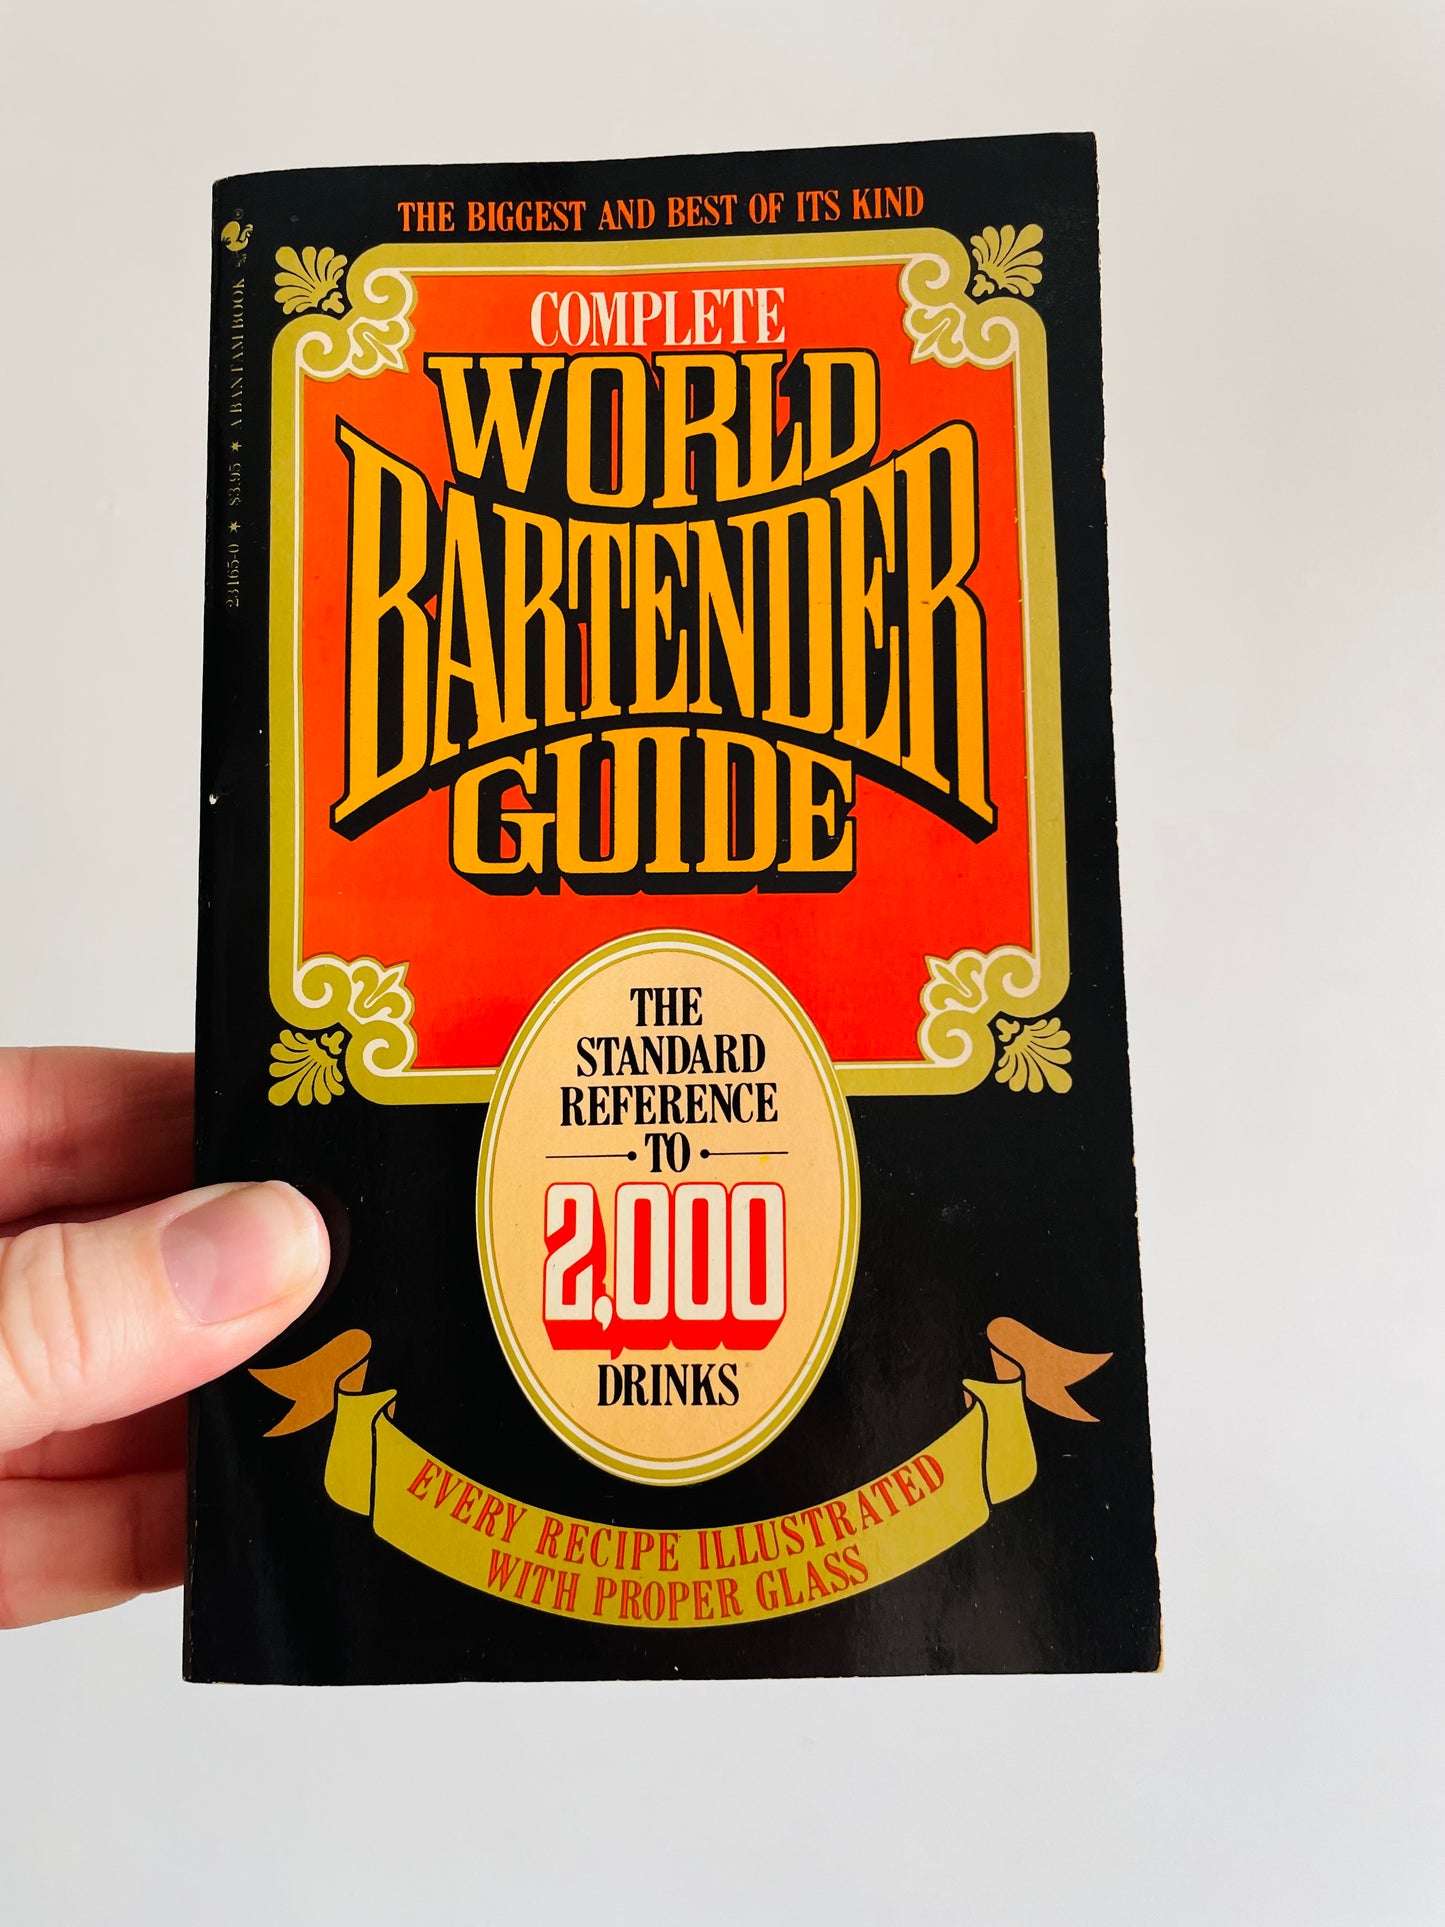 THE BIGGEST AND BEST OF ITS KIND
COMPLETE
WORLD
BARTENDER
GUIDE
THE
STANDARD
REFERENCE
TO
2,000
DRINKS
EVERY RECIPE ILLUSTRATED
WITH PROPER GLASS
23165-0 ★ $3.95 ★ A BANTAM BOOK